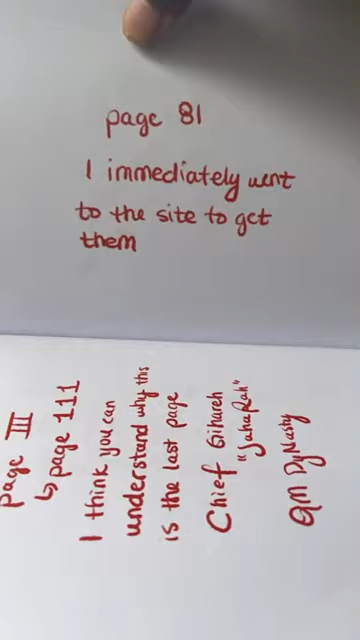 page 81
I immediately went
to the site to get
them
page III
↳ page 111
I think you can
understand why this
is the last page
Chief Gihareh
"JahaRah"
GM DyNasty